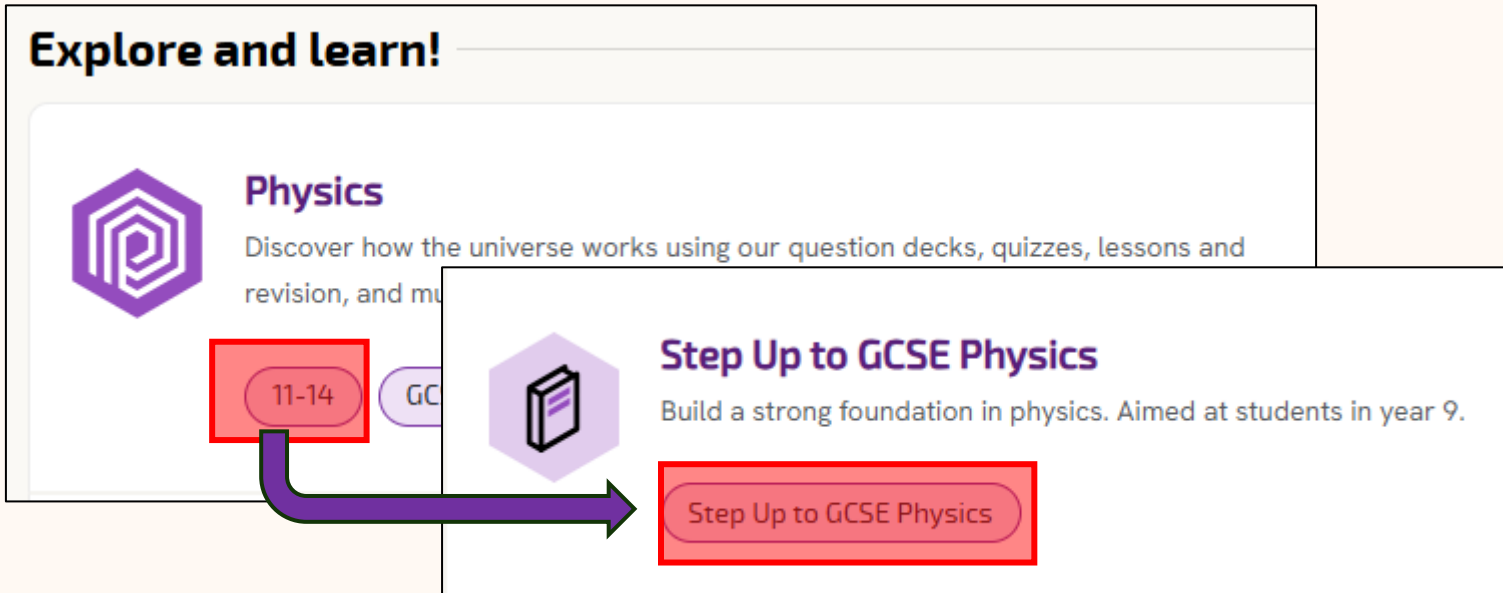 Explore and learn!
Physics
Discover how the universe works using our question decks, quizzes, lessons and
revision, and mu
11-14
GC
Step Up to GCSE Physics
Build a strong foundation in physics. Aimed at students in year 9.
Step Up to GCSE Physics